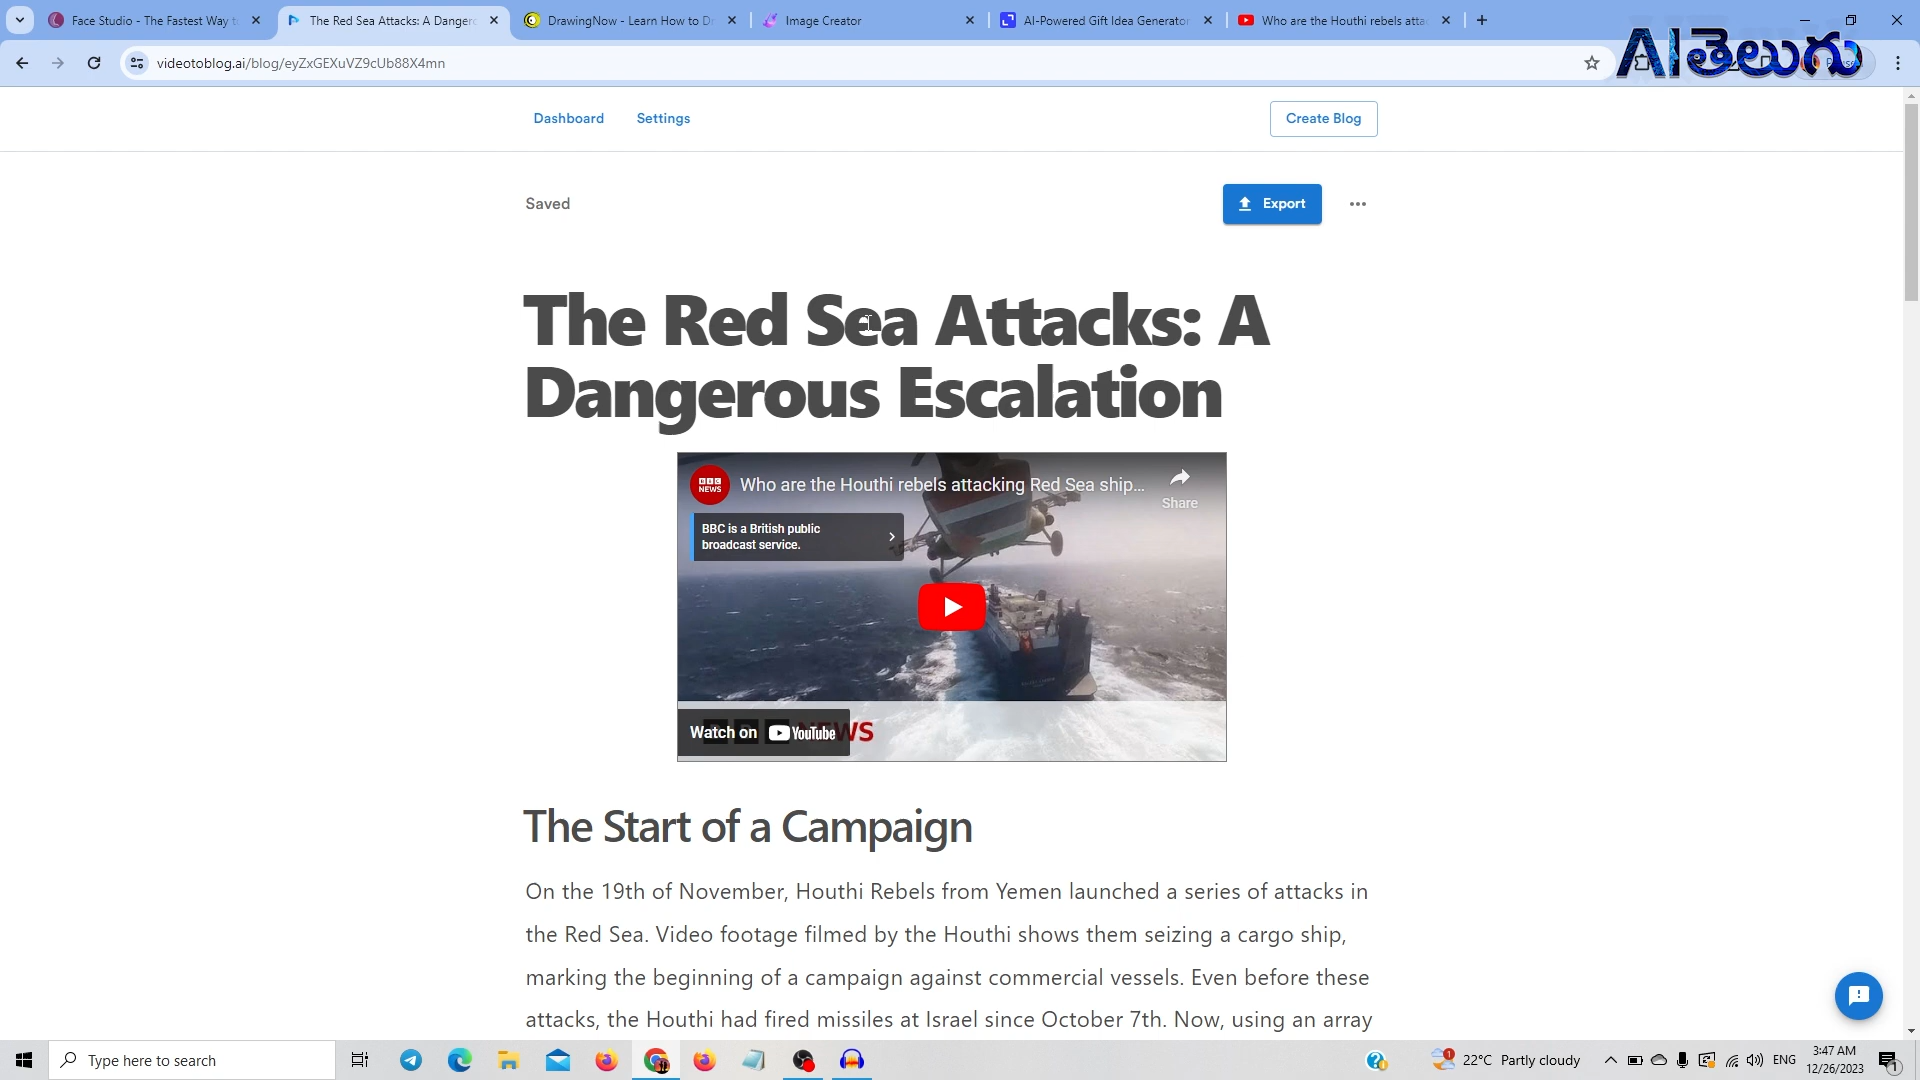 Face Studio - The Fastest Way t
The Red Sea Attacks: A Dangero
DrawingNow - Learn How to D
Image Creator
AI-Powered Gift Idea Generator
Who are the Houthi rebels atta
AIతెలుగు
videotoblog.ai/blog/eyZxGEXuVZ9cUb88X4mn
Dashboard
Settings
Create Blog
Saved
Export
The Red Sea Attacks: A
Dangerous Escalation
BBC
NEWS
Who are the Houthi rebels attacking Red Sea ship...
Share
BBC is a British public
broadcast service.
Watch on YouTube
The Start of a Campaign
On the 19th of November, Houthi Rebels from Yemen launched a series of attacks in
the Red Sea. Video footage filmed by the Houthi shows them seizing a cargo ship,
marking the beginning of a campaign against commercial vessels. Even before these
attacks, the Houthi had fired missiles at Israel since October 7th. Now, using an array
Type here to search
1
22°C Partly cloudy
ENG
3:47 AM
12/26/2023
1